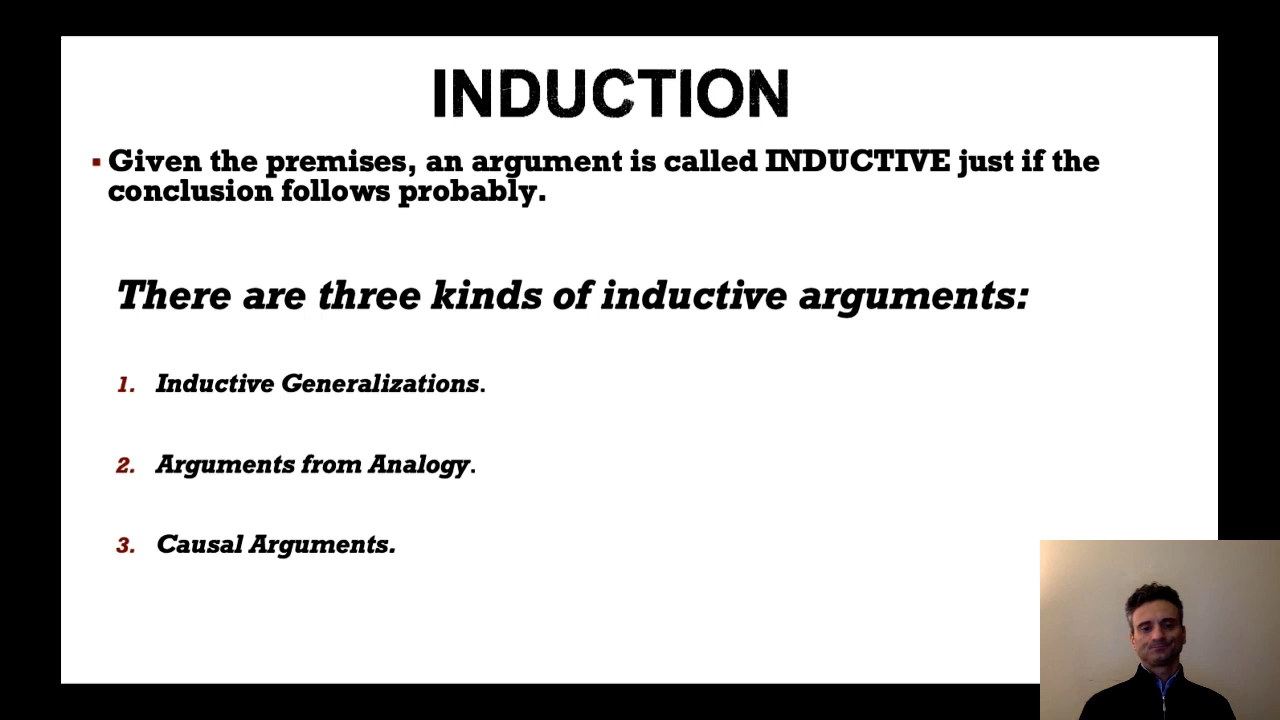 INDUCTION
▪ Given the premises, an argument is called INDUCTIVE just if the
conclusion follows probably.
There are three kinds of inductive arguments:
1. Inductive Generalizations.
2. Arguments from Analogy.
3. Causal Arguments.